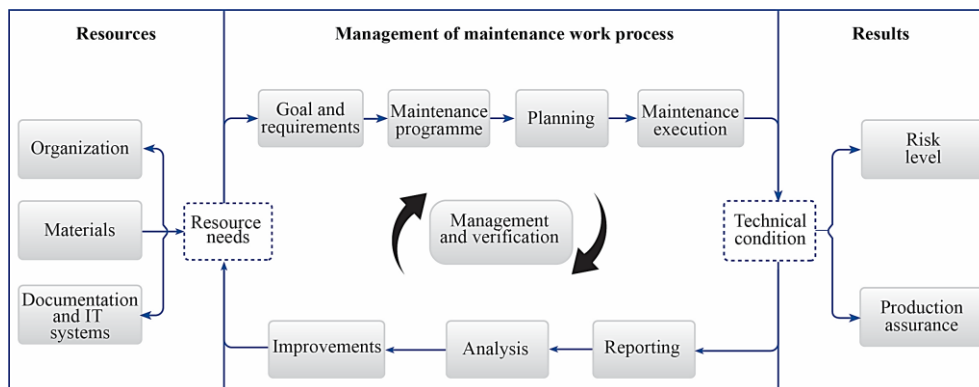 Resources
Management of maintenance work process
Results
Goal and
requirements
Maintenance
programme
Planning
Maintenance
execution
Organization
Materials
Documentation
and IT
systems
Resource
needs
Management
and verification
Technical
condition
Risk
level
Production
assurance
Improvements
Analysis
Reporting